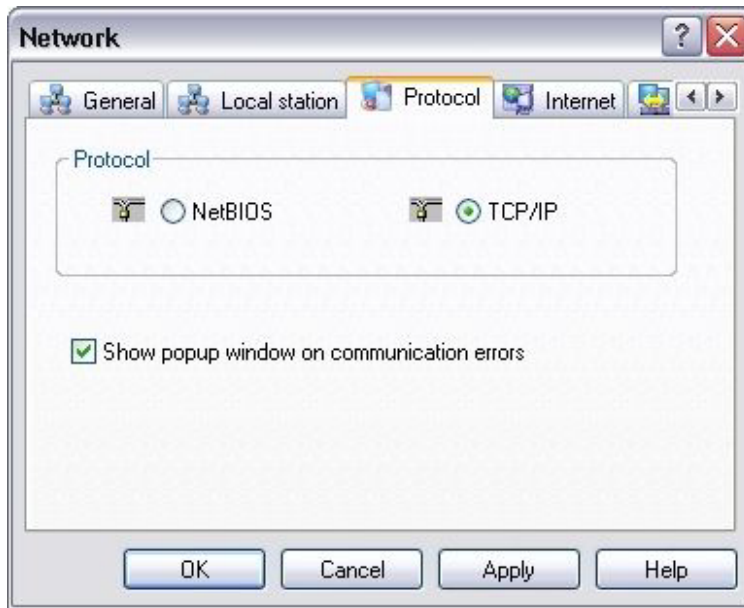 Network
General Local station Protocol Internet
Protocol
NetBIOS TCP/IP
Show popup window on communication errors
OK Cancel Apply Help